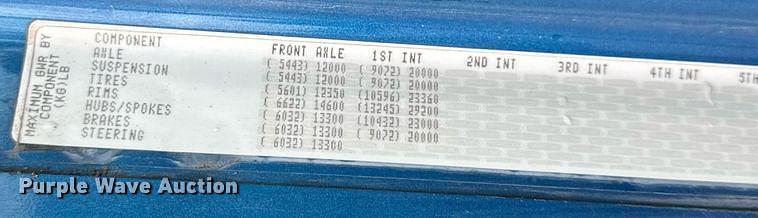 MAXIMUM GWR BY
COMPONENT
(KG)LB
COMPONENT FRONT AXLE 1ST INT 2ND INT 3RD INT 4TH INT 5TH
AXLE ( 5443) 12000 ( 9072) 20000
SUSPENSION ( 5443) 12000 ( 9072) 20000
TIRES ( 5601) 12350 (10596) 23360
RIMS ( 6622) 14600 (13245) 29200
HUBS/SPOKES ( 6032) 13300 (10432) 23000
BRAKES ( 6032) 13300 ( 9072) 20000
STEERING ( 6032) 13300
Purple Wave Auction